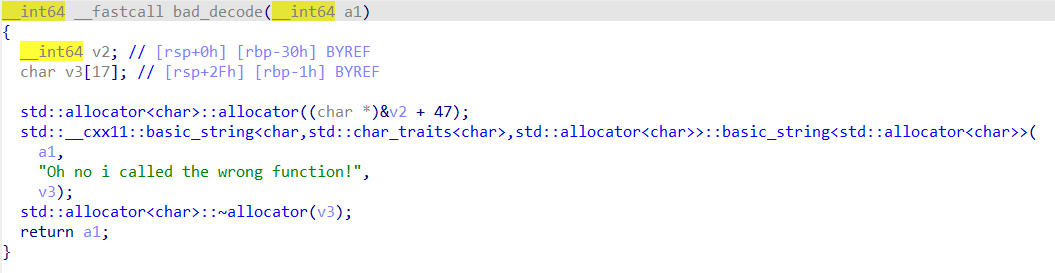 __int64 __fastcall bad_decode(__int64 a1)
{
  __int64 v2; // [rsp+0h] [rbp-30h] BYREF
  char v3[17]; // [rsp+2Fh] [rbp-1h] BYREF

  std::allocator<char>::allocator((char *)&v2 + 47);
  std::__cxx11::basic_string<char,std::char_traits<char>,std::allocator<char>>::basic_string<std::allocator<char>>(
    a1,
    "Oh no i called the wrong function!",
    v3);
  std::allocator<char>::~allocator(v3);
  return a1;
}